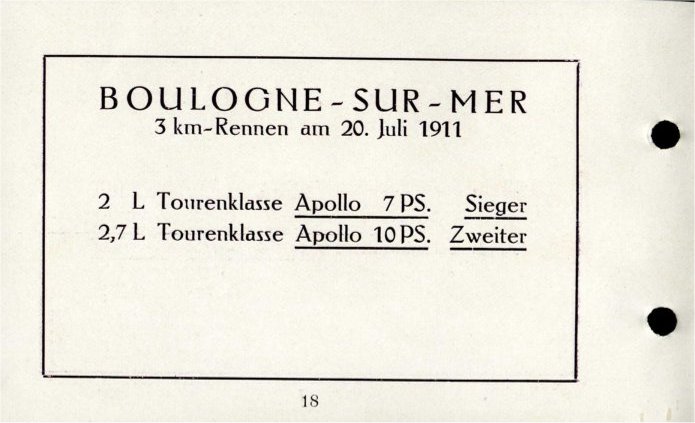 BOULOGNE-SUR-MER
3 km-Rennen am 20. Juli 1911
2 L Tourenklasse Apollo 7 PS. Sieger
2,7 L Tourenklasse Apollo 10 PS. Zweiter
18